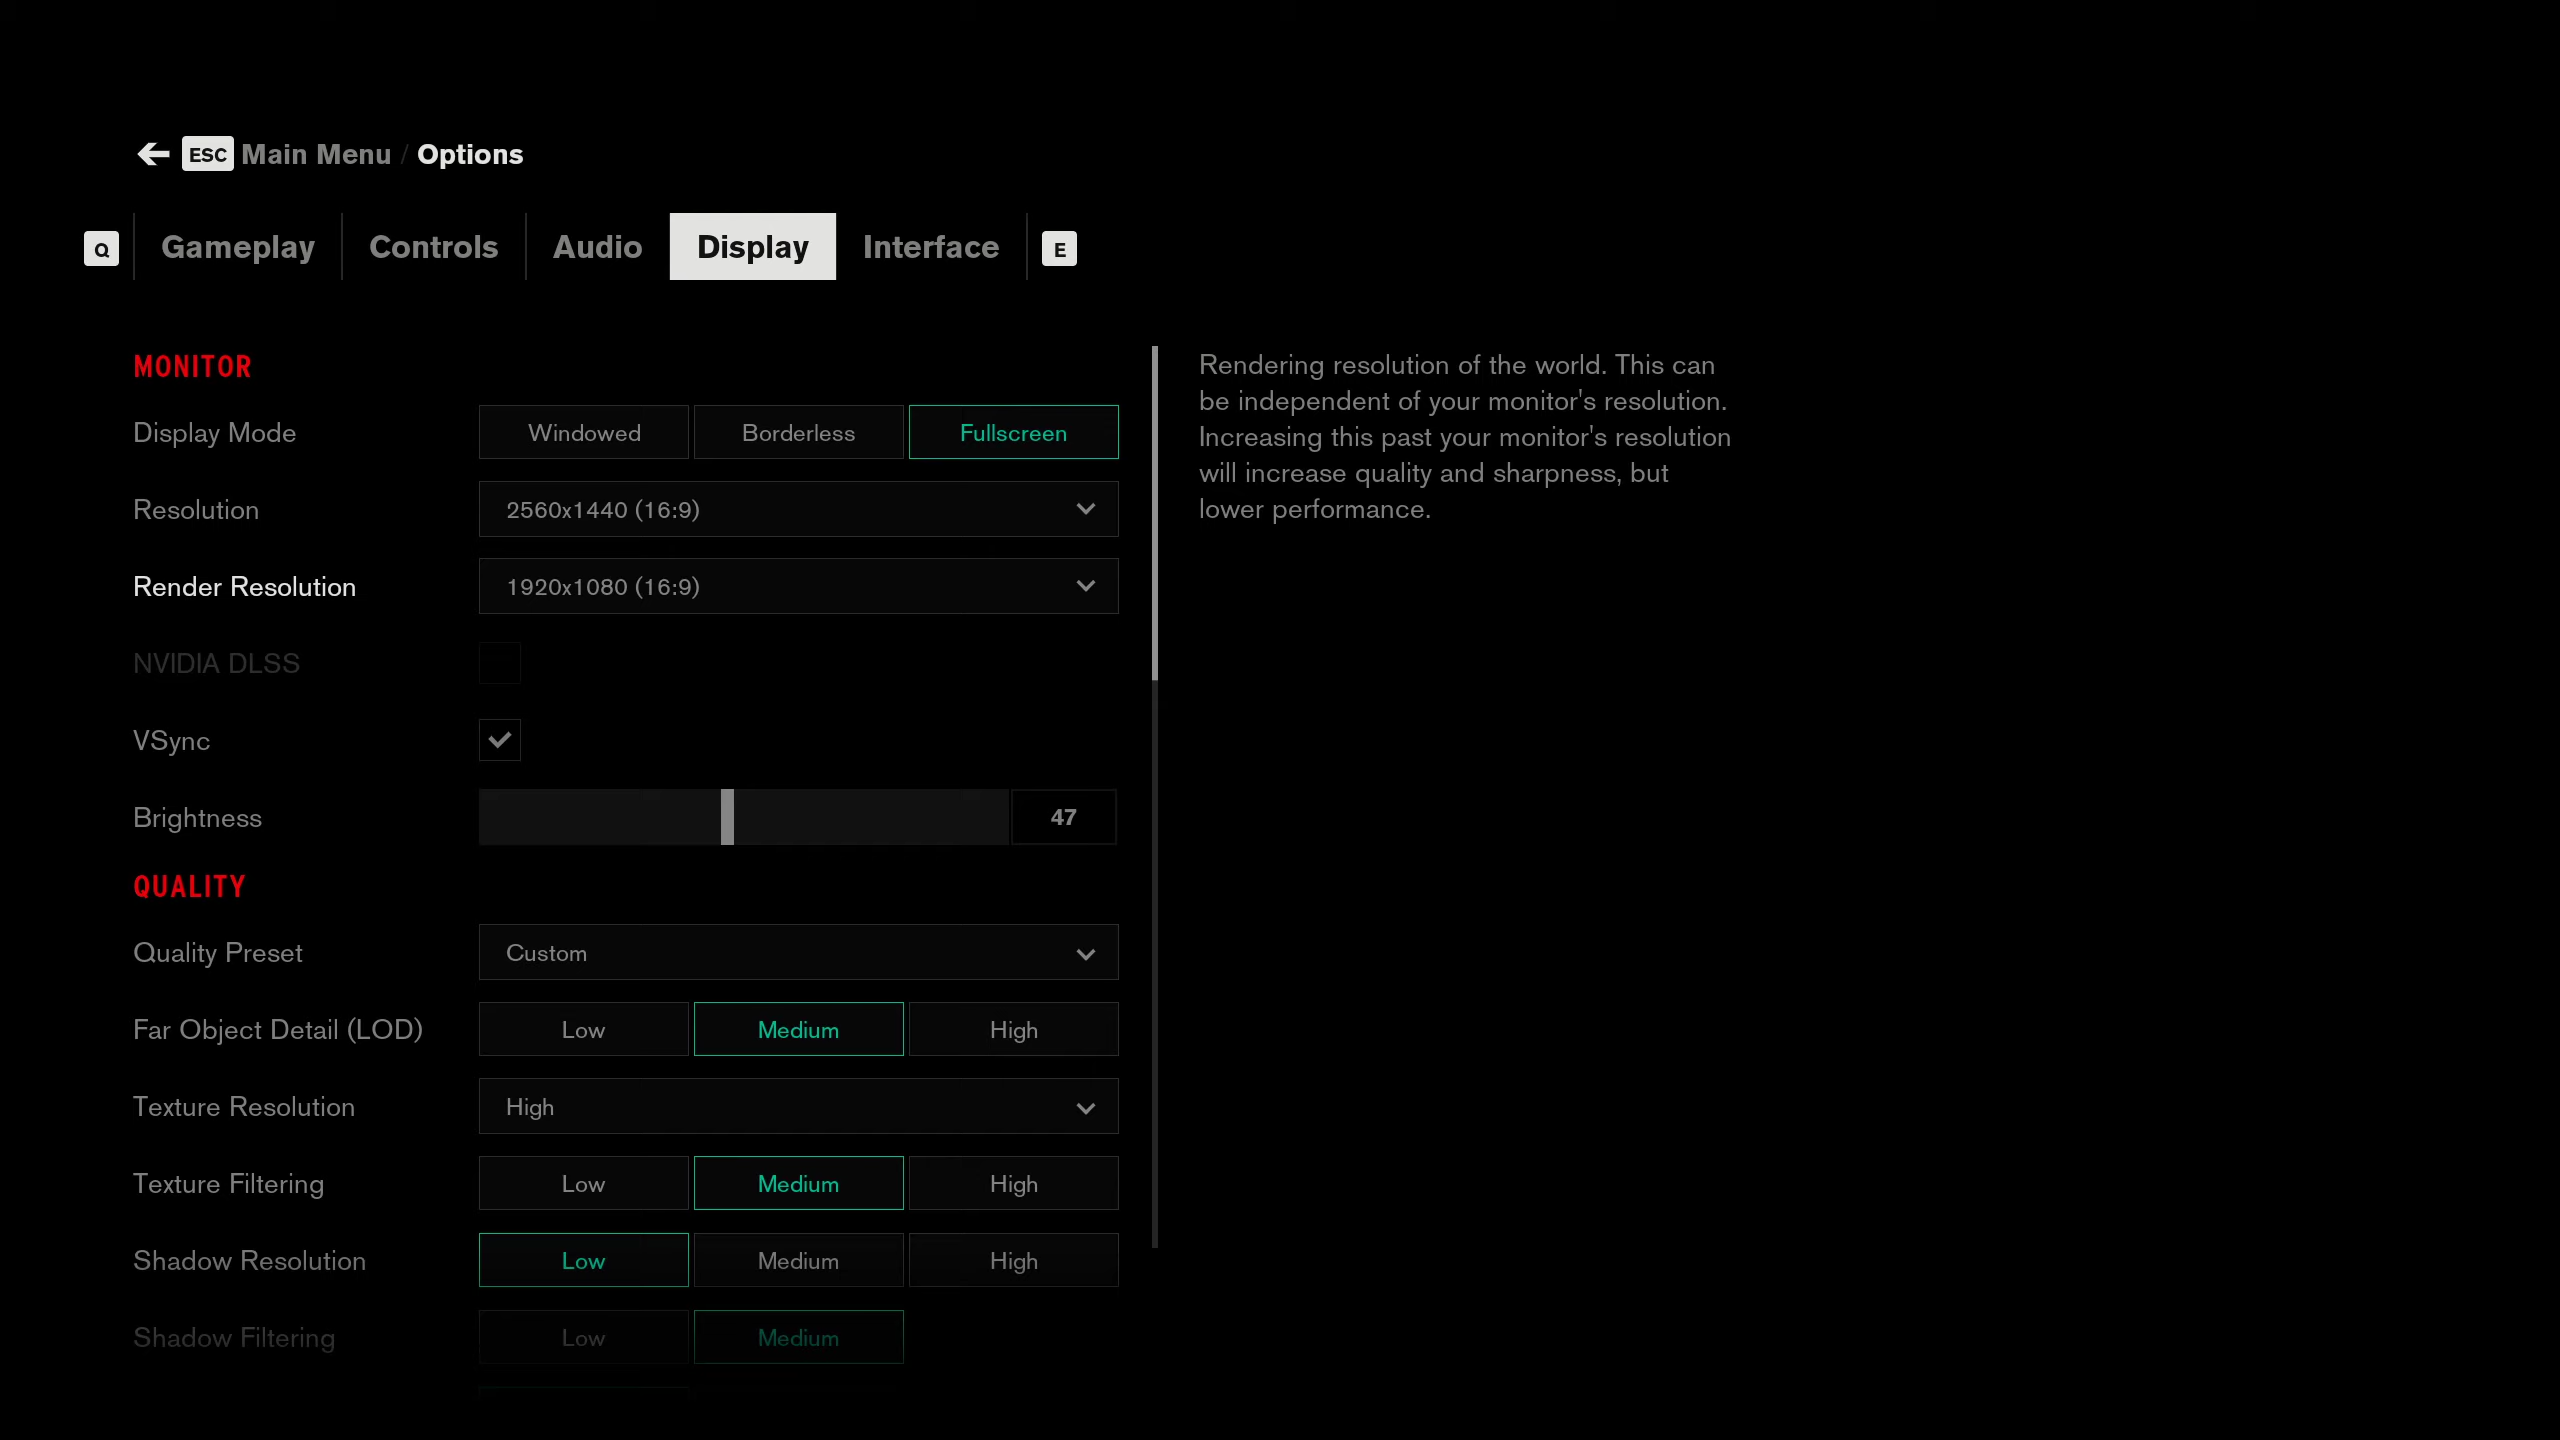 ESC Main Menu / Options
Q Gameplay Controls Audio Display Interface E
MONITOR
Display Mode Windowed Borderless Fullscreen
Resolution 2560x1440 (16:9)
Render Resolution 1920x1080 (16:9)
NVIDIA DLSS
VSync
Brightness 47
QUALITY
Quality Preset Custom
Far Object Detail (LOD) Low Medium High
Texture Resolution High
Texture Filtering Low Medium High
Shadow Resolution Low Medium High
Shadow Filtering Low Medium
Rendering resolution of the world. This can
be independent of your monitor's resolution.
Increasing this past your monitor's resolution
will increase quality and sharpness, but
lower performance.